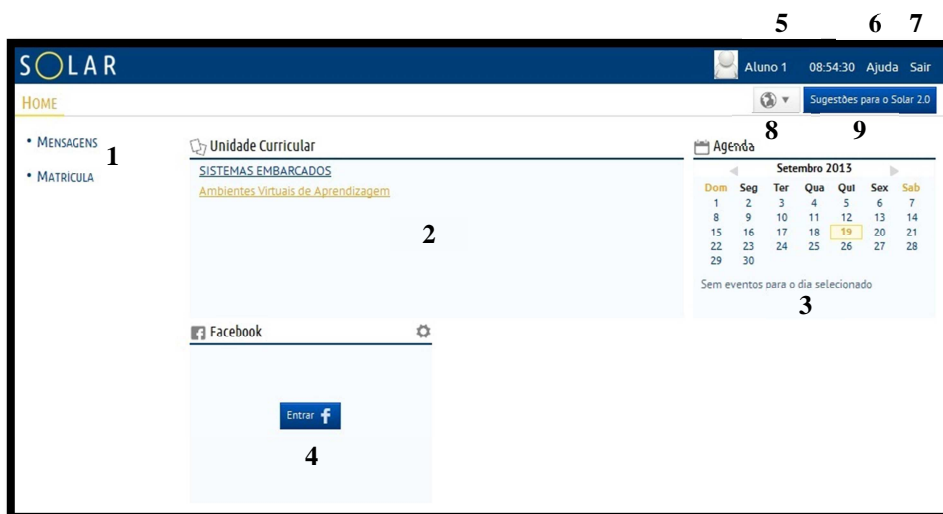 5 6 7
SOLAR Aluno 1 08:54:30 Ajuda Sair
HOME Sugestões para o Solar 2.0
8 9
• MENSAGENS
1
• MATRÍCULA
Unidade Curricular
SISTEMAS EMBARCADOS
Ambientes Virtuais de Aprendizagem
2
Agenda
Setembro 2013
Dom Seg Ter Qua Qui Sex Sab
1 2 3 4 5 6 7
8 9 10 11 12 13 14
15 16 17 18 19 20 21
22 23 24 25 26 27 28
29 30
Sem eventos para o dia selecionado
3
Facebook
Entrar f
4